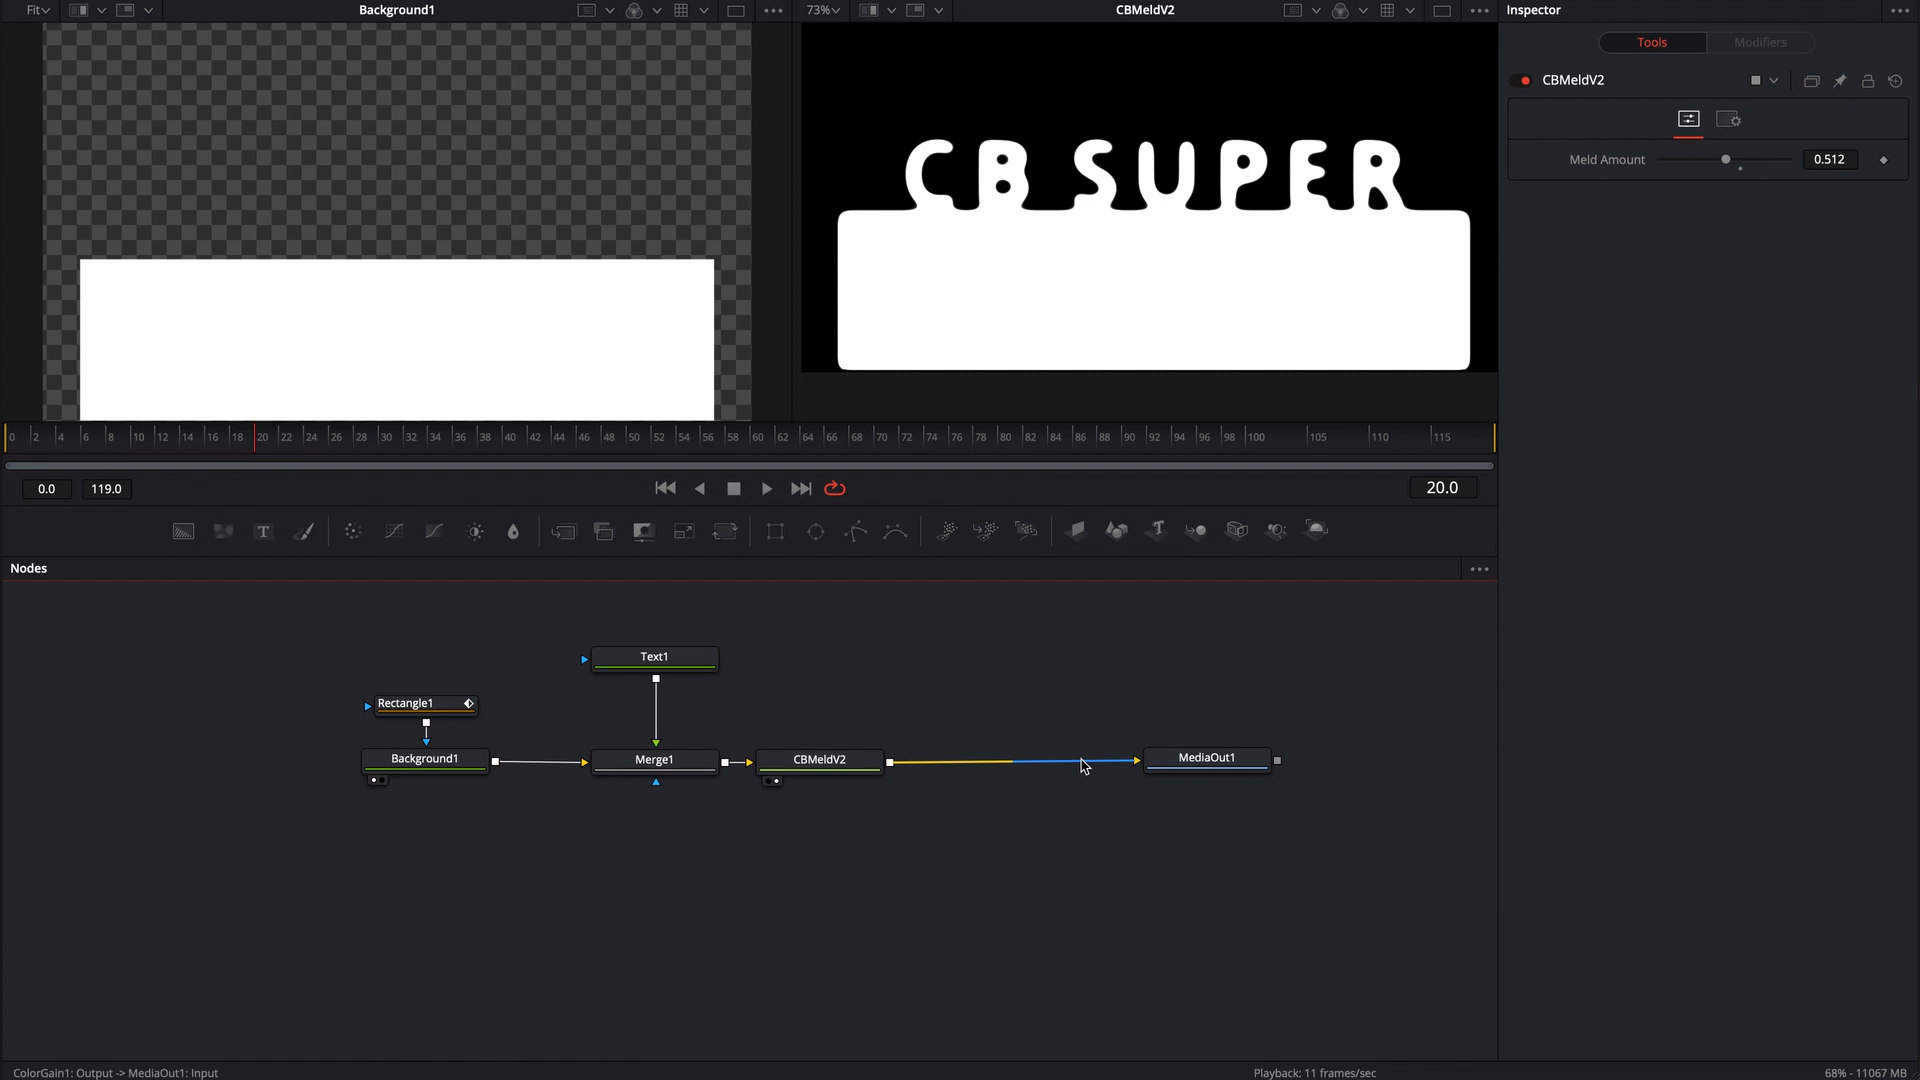 Fit
Background1
73%
CBMeldV2
Inspector
Tools
Modifiers
CBMeldV2
Meld Amount
0.512
CB SUPER
0 2 4 6 8 10 12 14 16 18 20 22 24 26 28 30 32 34 36 38 40 42 44 46 48 50 52 54 56 58 60 62 64 66 68 70 72 74 76 78 80 82 84 86 88 90 92 94 96 98 100 105 110 115
0.0
119.0
20.0
Nodes
Text1
Rectangle1
Background1
Merge1
CBMeldV2
MediaOut1
ColorGain1: Output -> MediaOut1: Input
Playback: 11 frames/sec
68% - 11067 MB